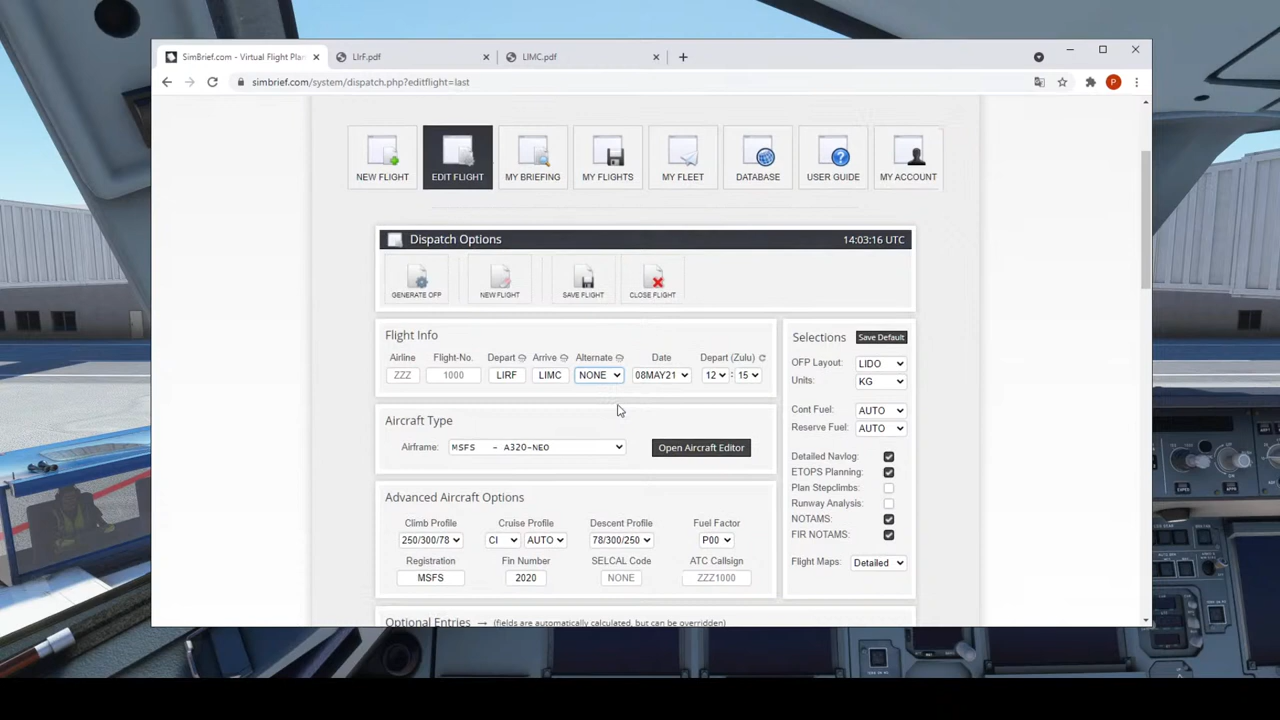 SimBrief.com - Virtual Flight Plan
LIrF.pdf
LIMC.pdf
simbrief.com/system/dispatch.php?editflight=last
P
NEW FLIGHT
EDIT FLIGHT
MY BRIEFING
MY FLIGHTS
MY FLEET
DATABASE
USER GUIDE
MY ACCOUNT
Dispatch Options
14:03:16 UTC
GENERATE OFP
NEW FLIGHT
SAVE FLIGHT
CLOSE FLIGHT
Flight Info
Airline Flight-No. Depart Arrive Alternate Date Depart (Zulu)
ZZZ 1000 LIRF LIMC NONE 08MAY21 12 : 15
Aircraft Type
Airframe: MSFS - A320-NEO Open Aircraft Editor
Advanced Aircraft Options
Climb Profile Cruise Profile Descent Profile Fuel Factor
250/300/78 CI AUTO 78/300/250 P00
Registration Fin Number SELCAL Code ATC Callsign
MSFS 2020 NONE ZZZ1000
Optional Entries → (fields are automatically calculated, but can be overridden)
Selections Save Default
OFP Layout: LIDO
Units: KG
Cont Fuel: AUTO
Reserve Fuel: AUTO
Detailed Navlog:
ETOPS Planning:
Plan Stepclimbs:
Runway Analysis:
NOTAMS:
FIR NOTAMS:
Flight Maps: Detailed